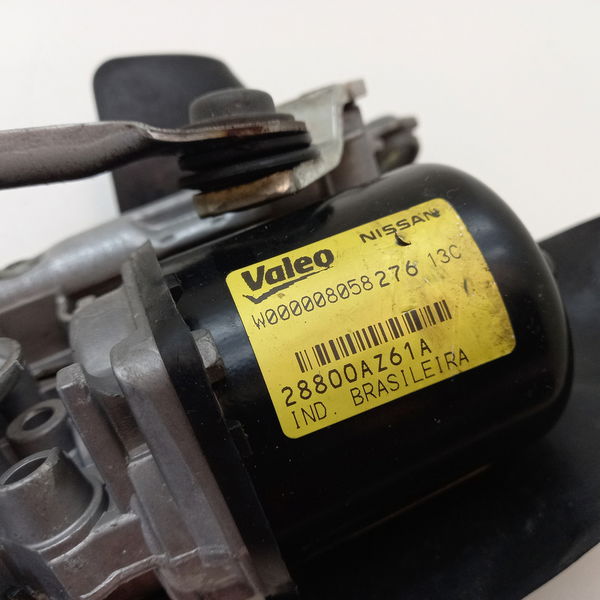 Valeo NISSAN
W000008058276 13C
28800AZ61A
IND. BRASILEIRA